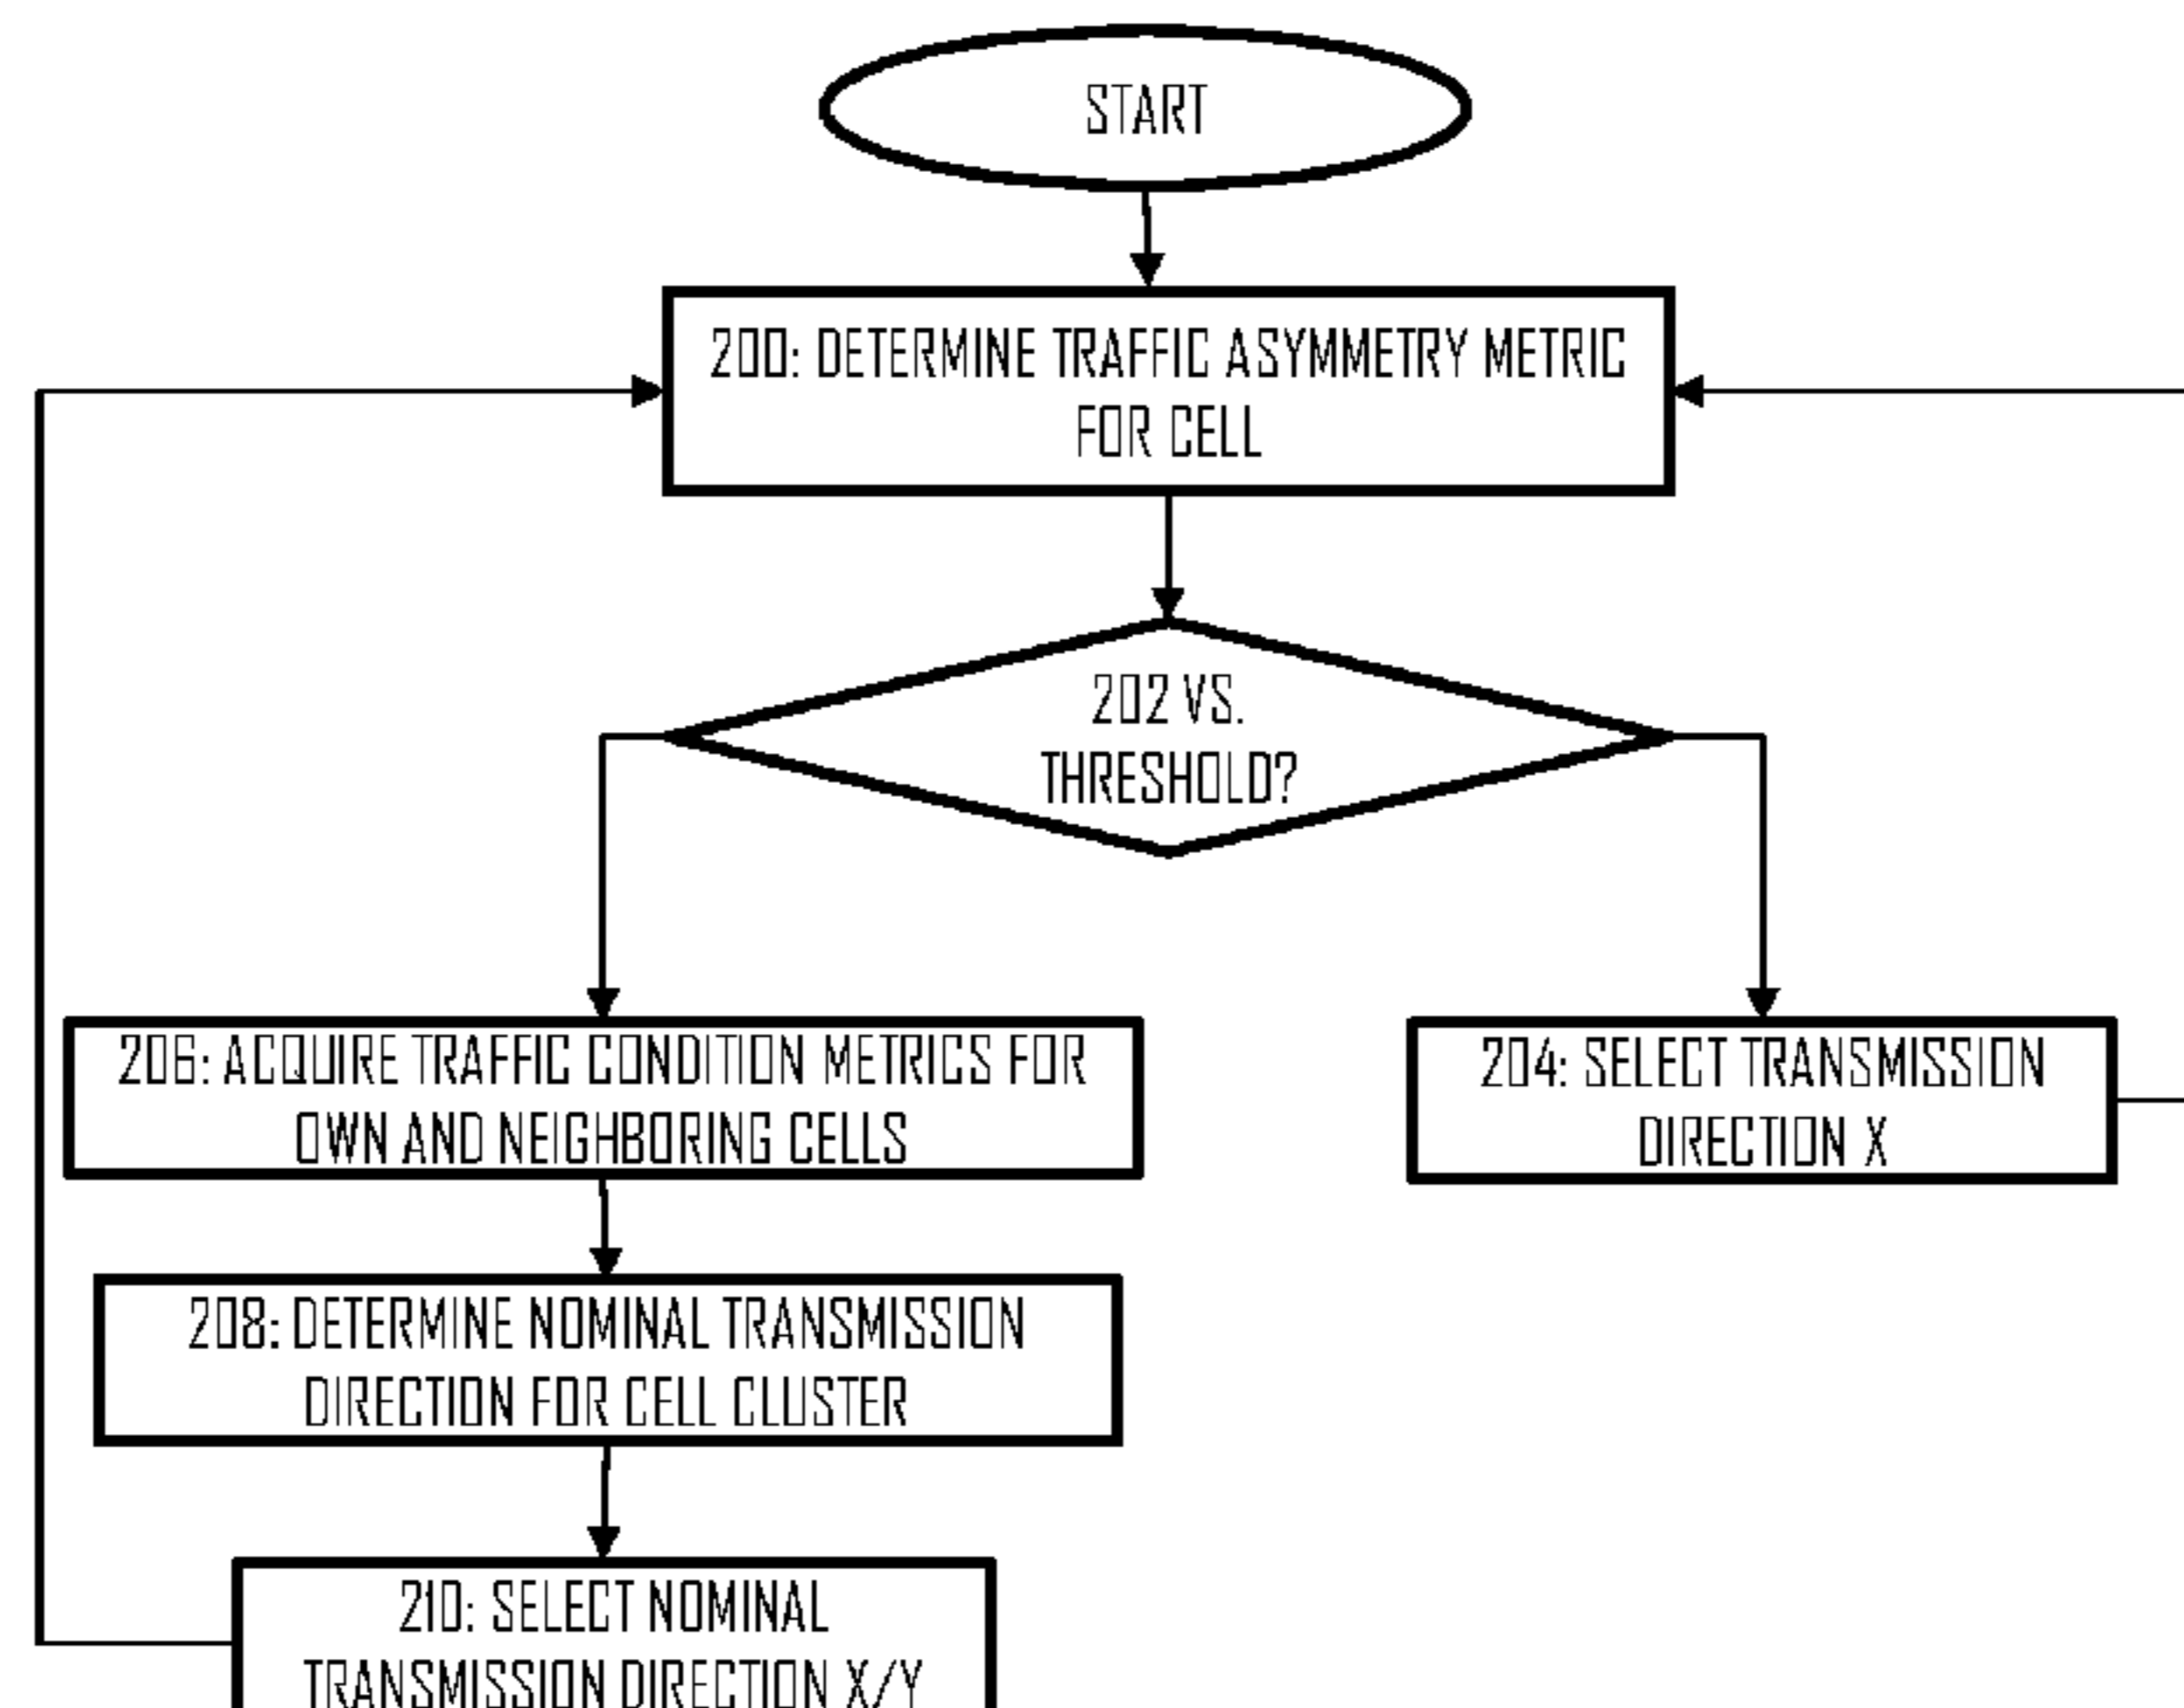 START
200: DETERMINE TRAFFIC ASYMMETRY METRIC
FOR CELL
202 VS.
THRESHOLD?
206: ACQUIRE TRAFFIC CONDITION METRICS FOR
OWN AND NEIGHBORING CELLS
204: SELECT TRANSMISSION
DIRECTION X
208: DETERMINE NOMINAL TRANSMISSION
DIRECTION FOR CELL CLUSTER
210: SELECT NOMINAL
TRANSMISSION DIRECTION X/Y